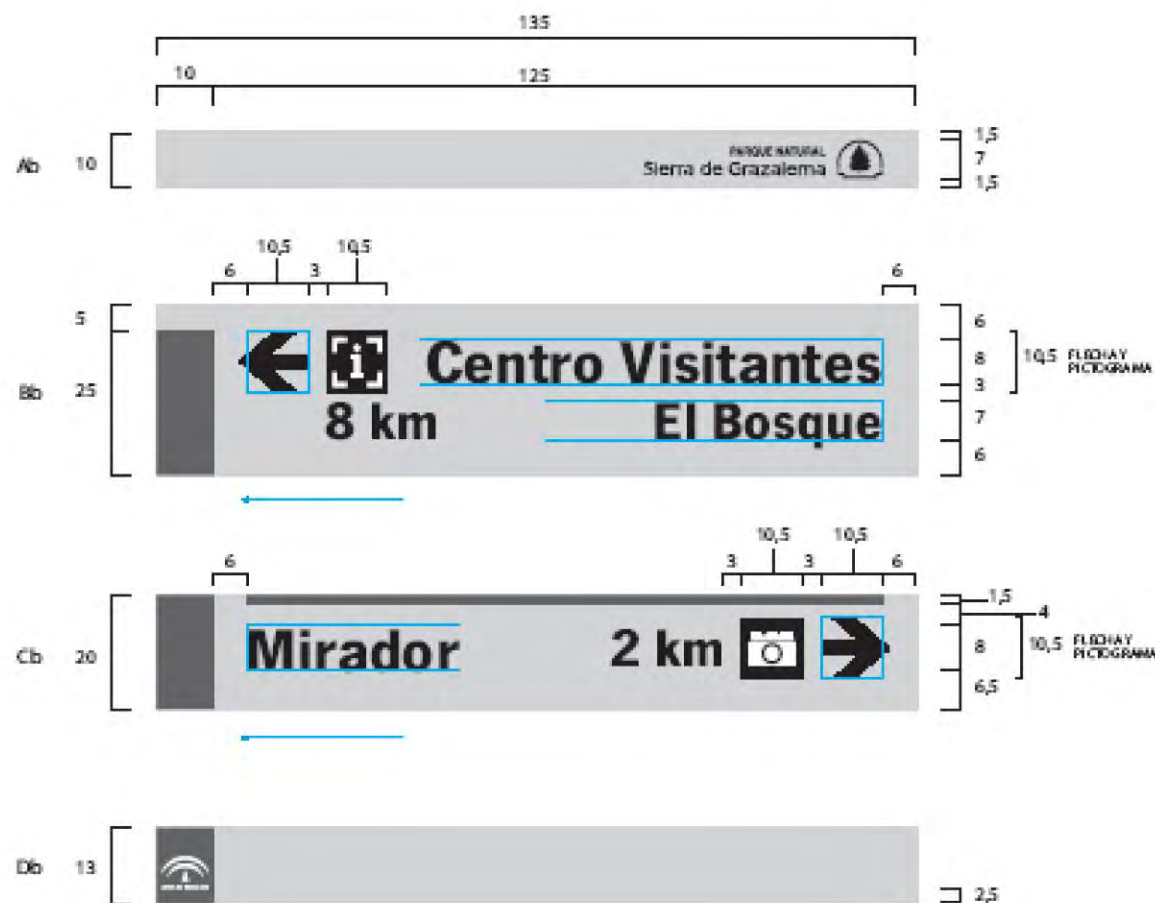 135
10 125
Ab 10
PARQUE NATURAL
Sierra de Grazalema
1,5
7
1,5
10,5 10,5
6 3 6
5
Bb 25
Centro Visitantes
8 km El Bosque
6
8
3
7
6
10,5 FLECHA Y
PICTOGRAMA
10,5 10,5
6 3 3 6
Cb 20
Mirador 2 km
1,5
4
8
6,5
10,5 FLECHA Y
PICTOGRAMA
Db 13
2,5